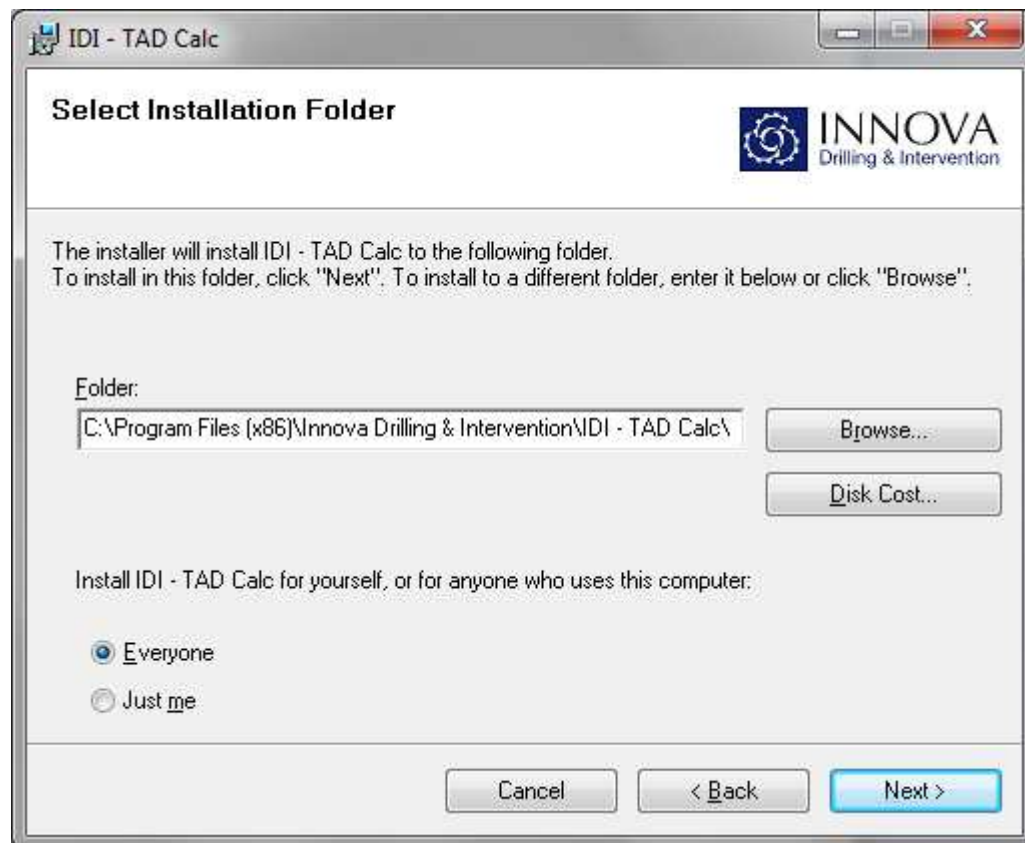 IDI - TAD Calc
Select Installation Folder
INNOVA
Drilling & Intervention
The installer will install IDI - TAD Calc to the following folder.
To install in this folder, click "Next". To install to a different folder, enter it below or click "Browse".
Folder:
C:\Program Files (x86)\Innova Drilling & Intervention\IDI - TAD Calc\
Browse...
Disk Cost...
Install IDI - TAD Calc for yourself, or for anyone who uses this computer:
Everyone
Just me
Cancel
< Back
Next >